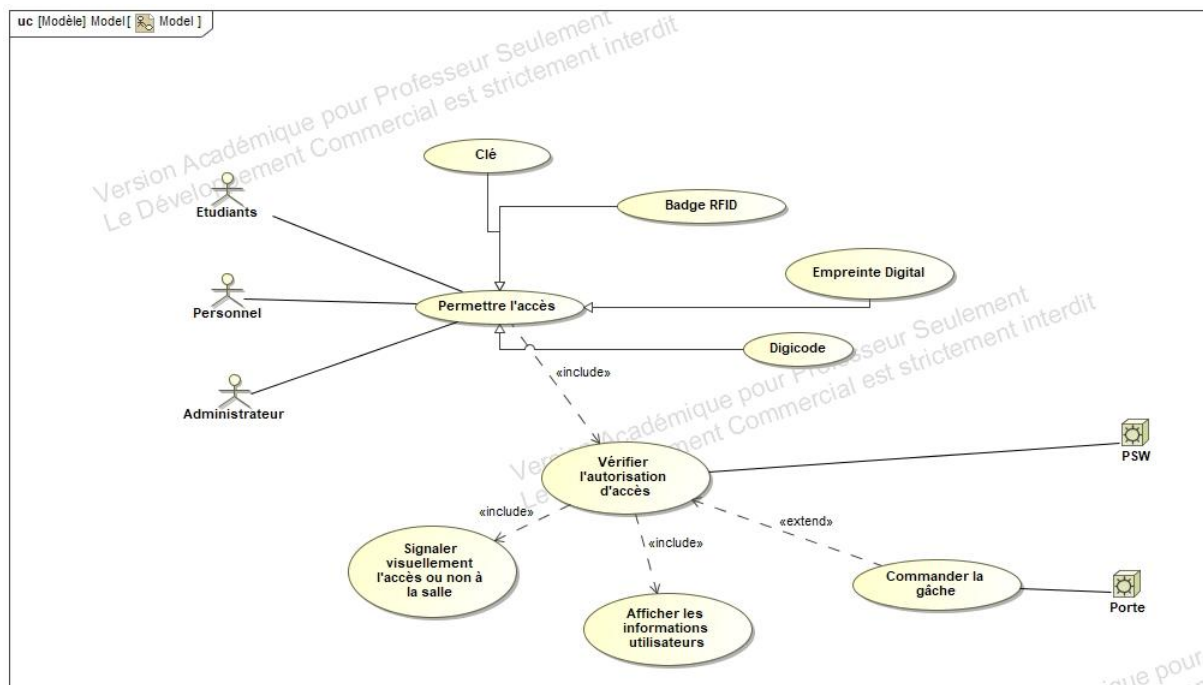 uc [Modèle] Model [ Model ]
Version Académique pour Professeur Seulement
Le Développement Commercial est strictement interdit
Clé
Badge RFID
Etudiants
Empreinte Digital
Personnel
Permettre l'accès
Digicode
«include»
Administrateur
Version Académique pour Professeur Seulement
Commercial est strictement interdit
PSW
Vérifier
l'autorisation
d'accès
«include»
«include»
«extend»
Signaler
visuellement
l'accès ou non à
la salle
Commander la
gâche
Porte
Afficher les
informations
utilisateurs
pour